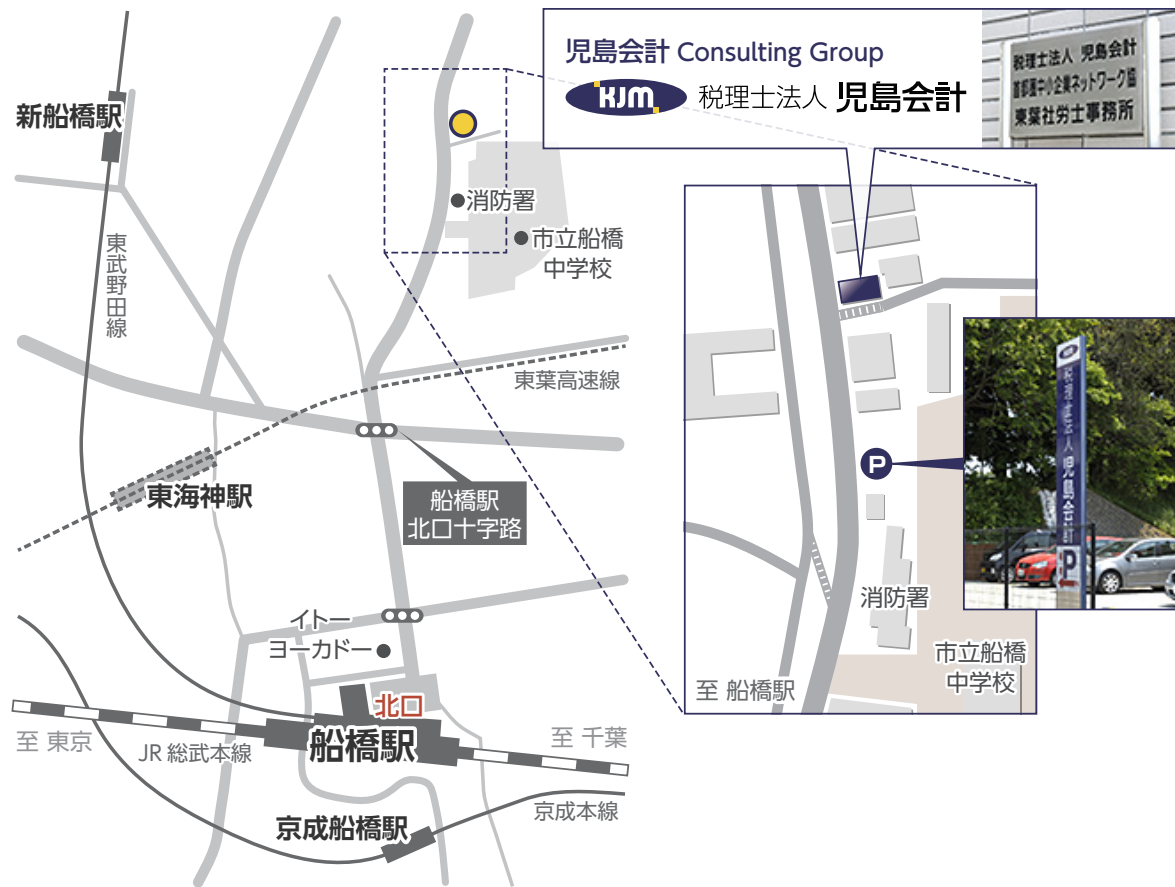 児島会計 Consulting Group
KJM 税理士法人 児島会計
税理士法人 児島会計
首都圏中小企業ネットワーク協
東葉社労士事務所
新船橋駅
東武野田線
消防署
市立船橋
中学校
東葉高速線
東海神駅
船橋駅
北口十字路
イトー
ヨーカドー
北口
船橋駅
至 東京
JR 総武本線
至 千葉
京成本線
京成船橋駅
P
消防署
市立船橋
中学校
至 船橋駅
KJM
税理士法人 児島会計
P